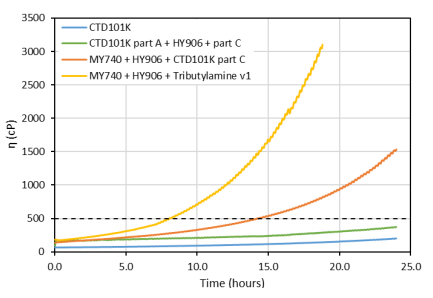 3500
3000
2500
2000
1500
1000
500
0
η (cP)
CTD101K
CTD101K part A + HY906 + part C
MY740 + HY906 + CTD101K part C
MY740 + HY906 + Tributylamine v1
0.0 5.0 10.0 15.0 20.0 25.0
Time (hours)